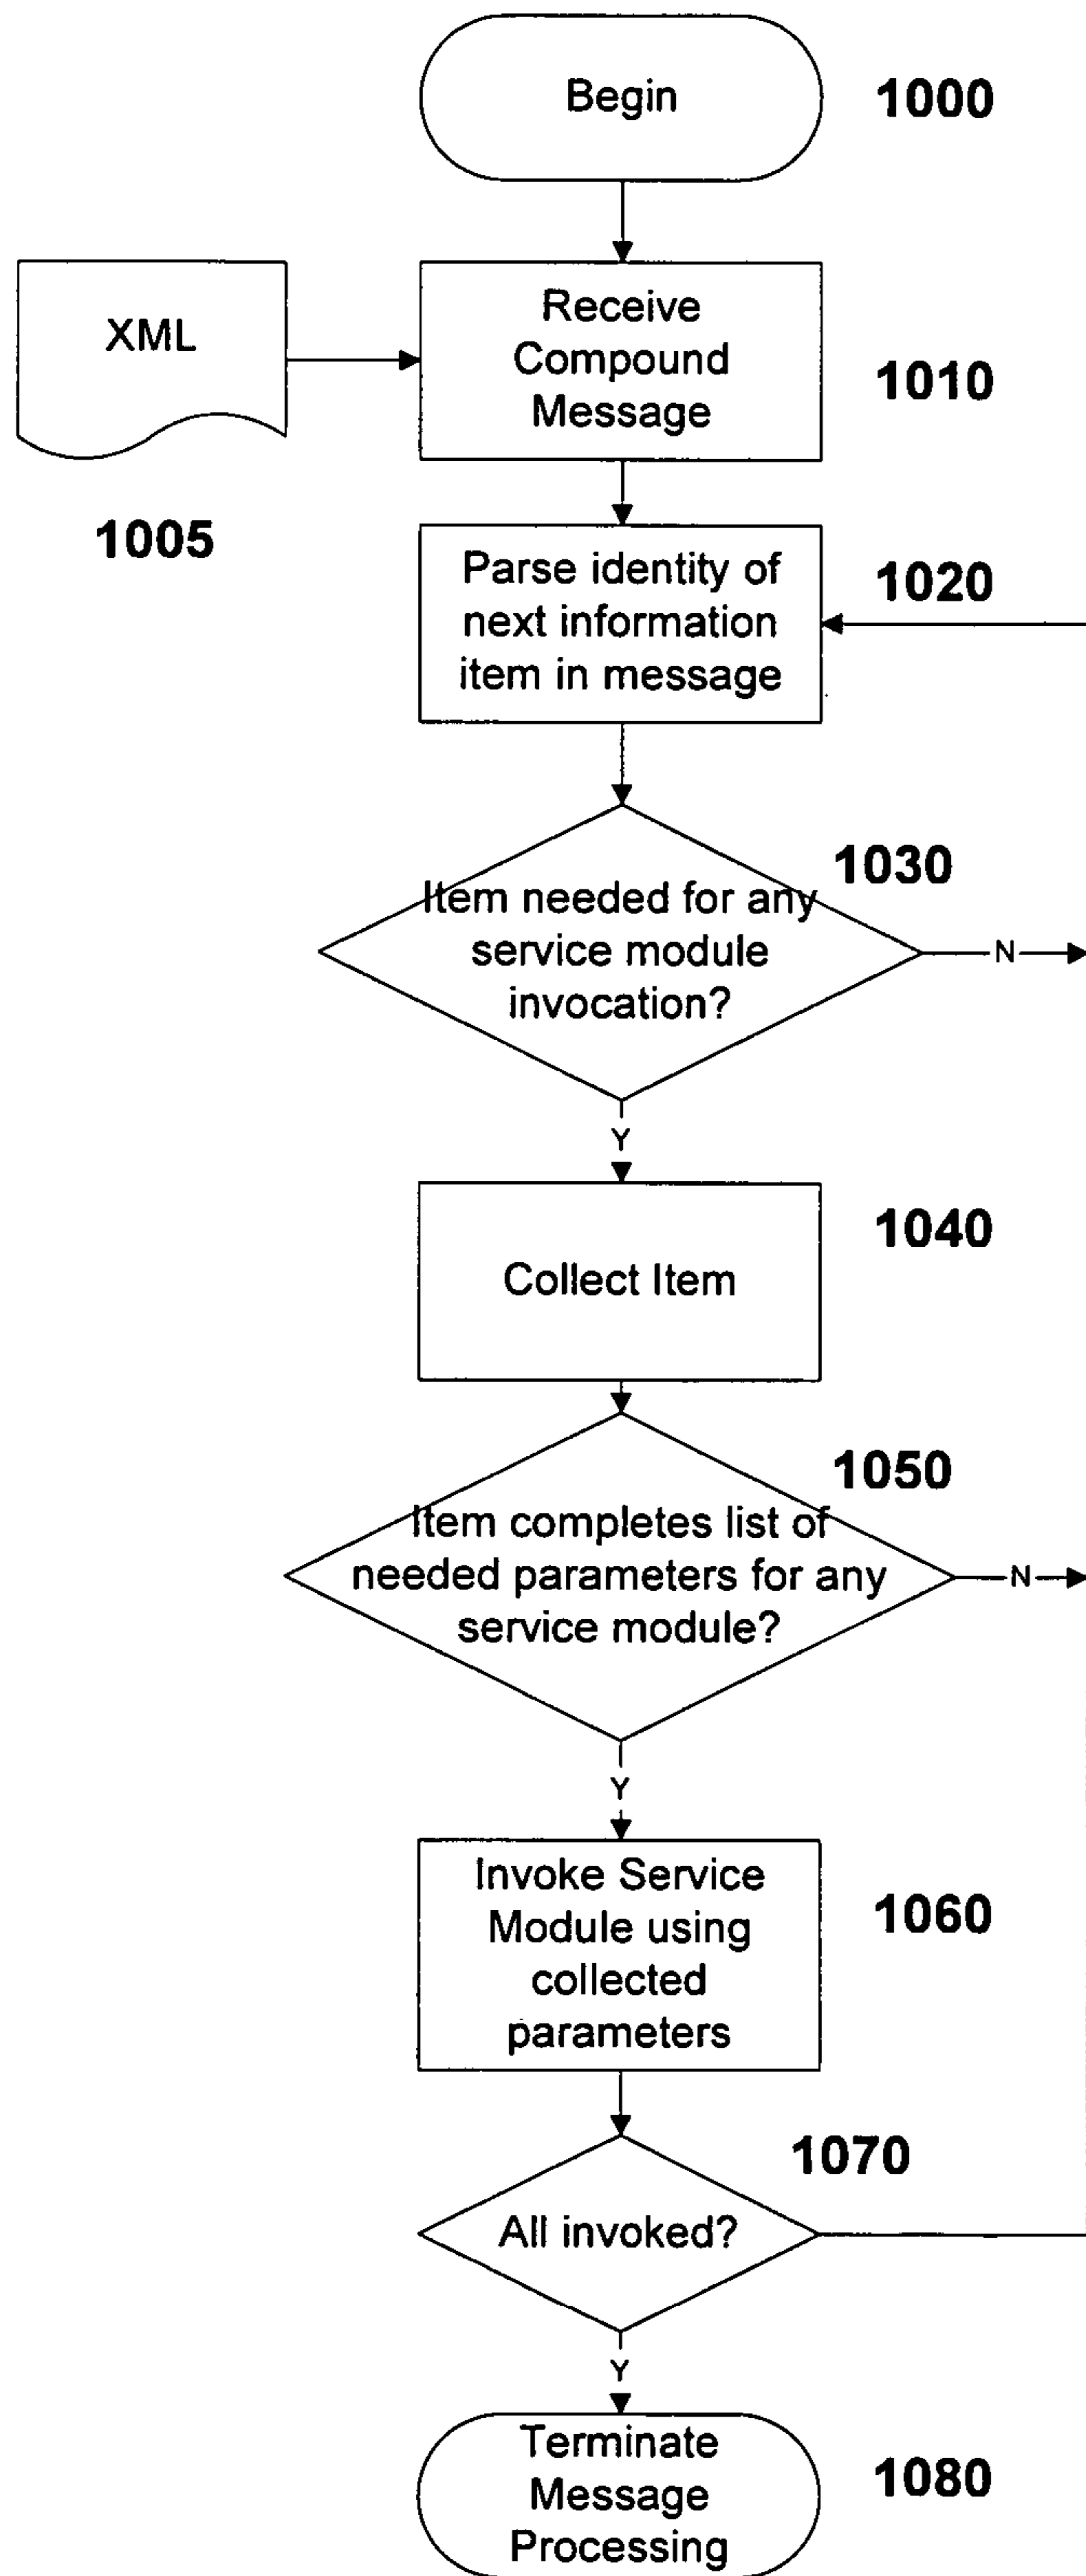 Begin
1000
XML
1005
Receive
Compound
Message
1010
Parse identity of
next information
item in message
1020
Item needed for any
service module
invocation?
1030
N
Y
Collect Item
1040
Item completes list of
needed parameters for any
service module?
1050
N
Y
Invoke Service
Module using
collected
parameters
1060
All invoked?
1070
Y
Terminate
Message
Processing
1080